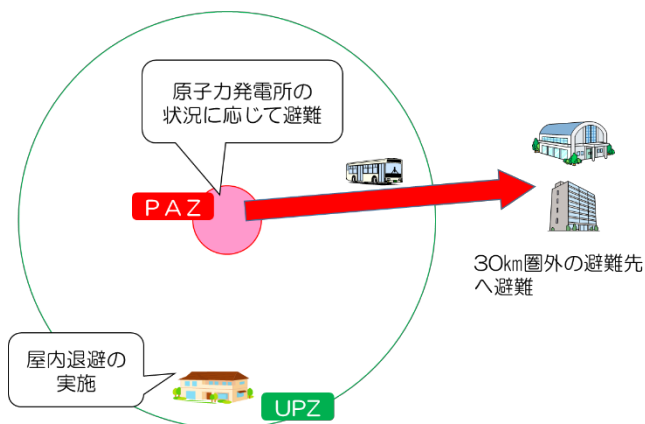 原子力発電所の
状況に応じて避難
PAZ
30㎞圏外の避難先
へ避難
屋内退避の
実施
UPZ